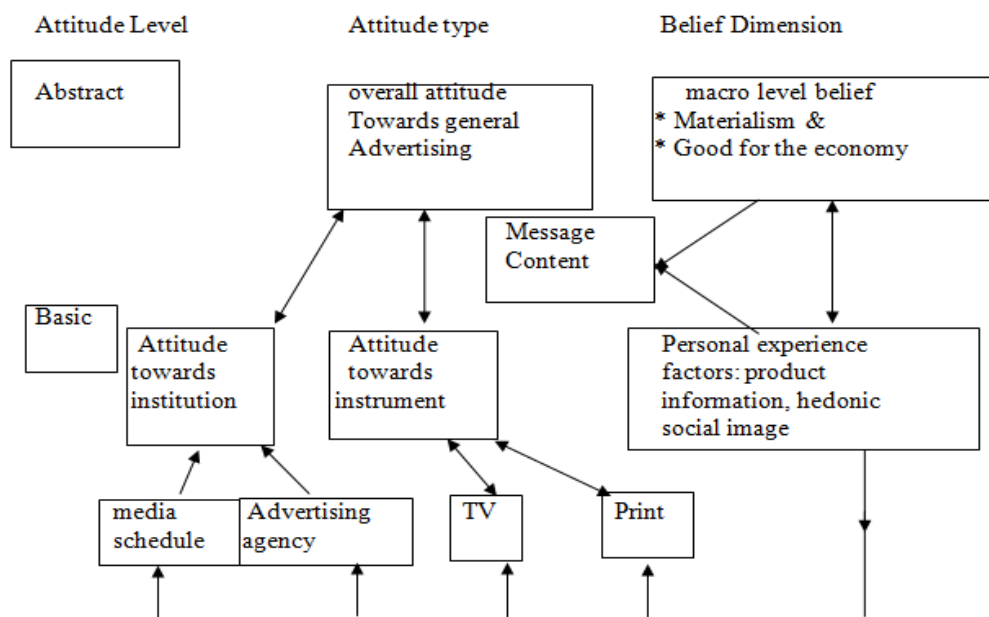 Attitude Level
Attitude type
Belief Dimension
Abstract
overall attitude
Towards general
Advertising
macro level belief
* Materialism &
* Good for the economy
Message
Content
Basic
Attitude
towards
institution
Attitude
towards
instrument
Personal experience
factors: product
information, hedonic
social image
media
schedule
Advertising
agency
TV
Print